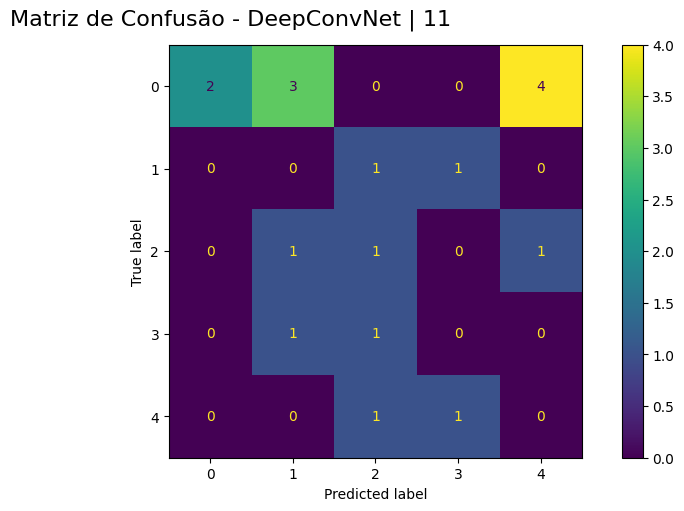 Matriz de Confusão - DeepConvNet | 11
4.0
0 2 3 0 0 4
3.5
1 0 0 1 1 0
3.0
2.5
True label
2 0 1 1 0 1
2.0
1.5
3 0 1 1 0 0
1.0
4 0 0 1 1 0
0.5
0.0
0 1 2 3 4
Predicted label